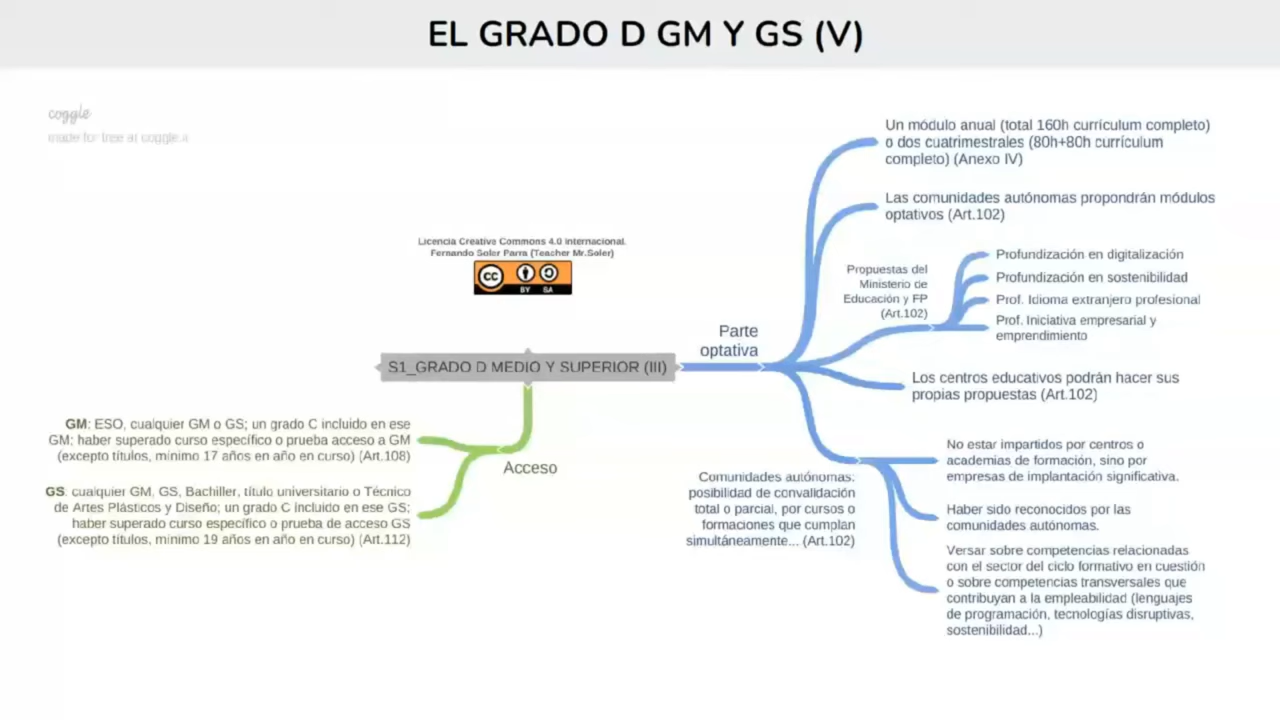 EL GRADO D GM Y GS (V)
coggle
made for free at coggle.it
Licencia Creative Commons 4.0 Internacional.
Fernando Soler Parra (Teacher Mr.Soler)
CC
BY SA
S1_GRADO D MEDIO Y SUPERIOR (III)
Parte
optativa
Un módulo anual (total 160h currículum completo)
o dos cuatrimestrales (80h+80h currículum
completo) (Anexo IV)
Las comunidades autónomas propondrán módulos
optativos (Art.102)
Propuestas del
Ministerio de
Educación y FP
(Art.102)
Profundización en digitalización
Profundización en sostenibilidad
Prof. Idioma extranjero profesional
Prof. Iniciativa empresarial y
emprendimiento
Los centros educativos podrán hacer sus
propias propuestas (Art.102)
Comunidades autónomas:
posibilidad de convalidación
total o parcial, por cursos o
formaciones que cumplan
simultáneamente... (Art.102)
No estar impartidos por centros o
academias de formación, sino por
empresas de implantación significativa.
Haber sido reconocidos por las
comunidades autónomas.
Versar sobre competencias relacionadas
con el sector del ciclo formativo en cuestión
o sobre competencias transversales que
contribuyan a la empleabilidad (lenguajes
de programación, tecnologías disruptivas,
sostenibilidad...)
Acceso
GM: ESO, cualquier GM o GS; un grado C incluido en ese
GM; haber superado curso específico o prueba acceso a GM
(excepto títulos, mínimo 17 años en año en curso) (Art.108)
GS: cualquier GM, GS, Bachiller, título universitario o Técnico
de Artes Plásticos y Diseño; un grado C incluido en ese GS;
haber superado curso específico o prueba de acceso GS
(excepto títulos, mínimo 19 años en año en curso) (Art.112)